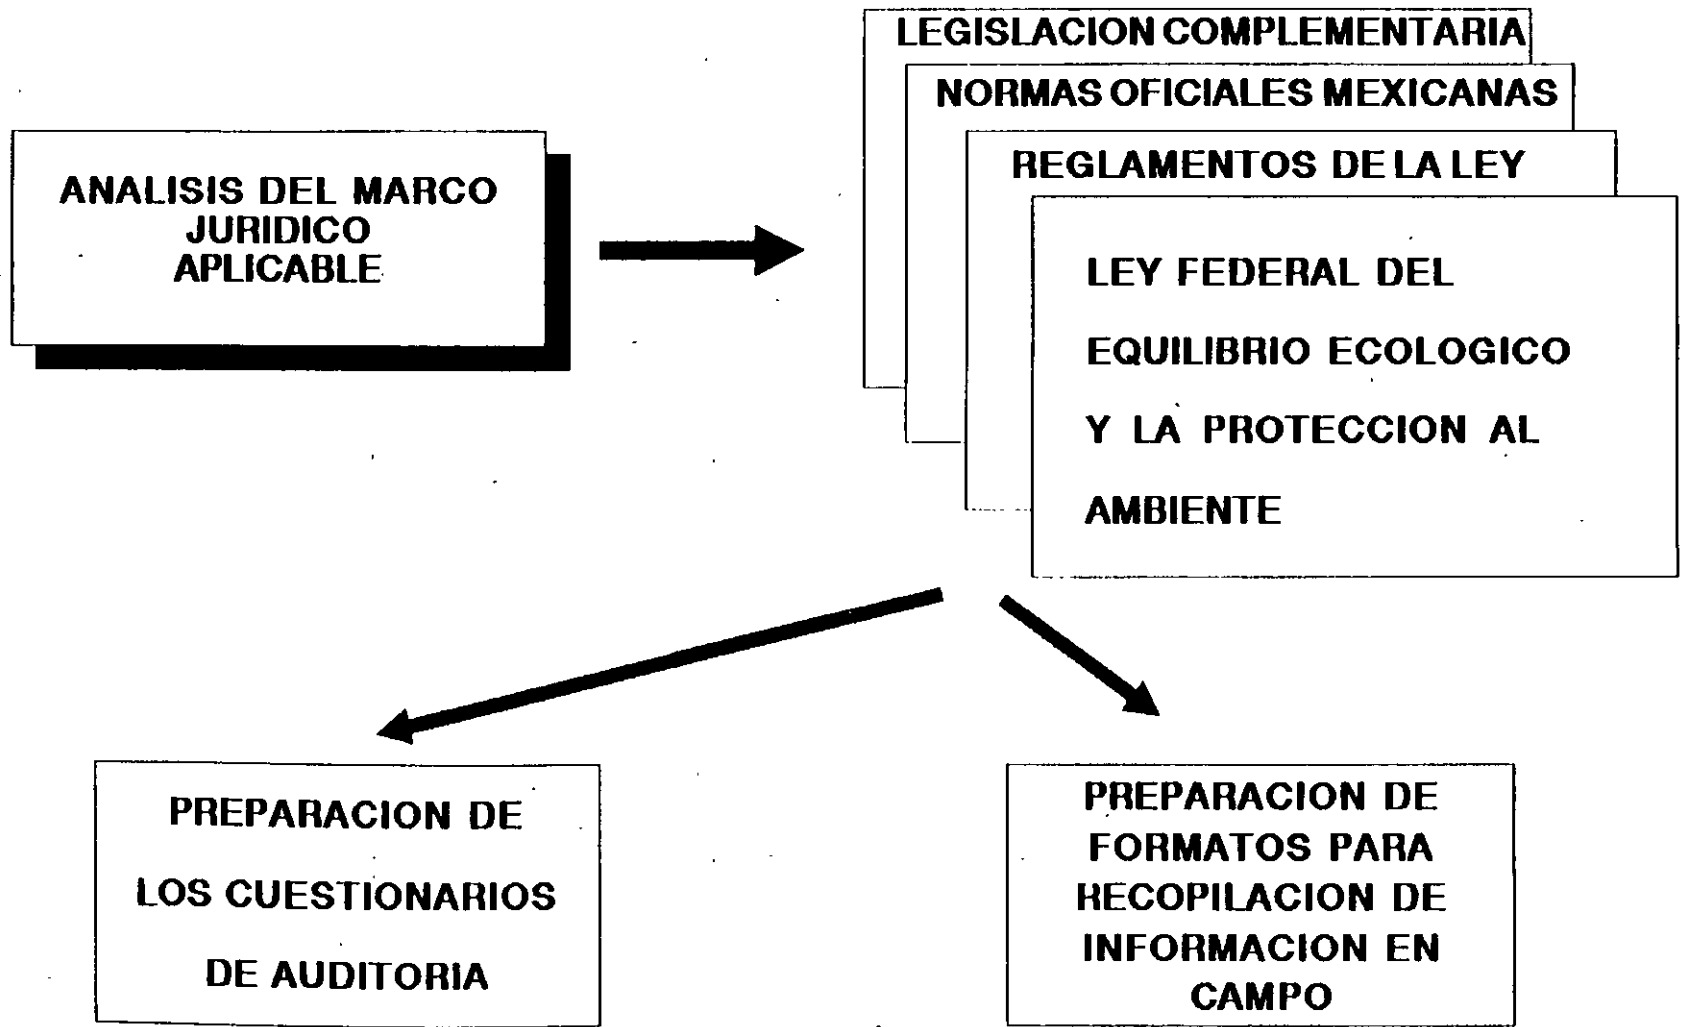 ANALISIS DEL MARCO
JURIDICO
APLICABLE
LEGISLACION COMPLEMENTARIA
NORMAS OFICIALES MEXICANAS
REGLAMENTOS DE LA LEY
LEY FEDERAL DEL
EQUILIBRIO ECOLOGICO
Y LA PROTECCION AL
AMBIENTE
PREPARACION DE
LOS CUESTIONARIOS
DE AUDITORIA
PREPARACION DE
FORMATOS PARA
RECOPILACION DE
INFORMACION EN
CAMPO